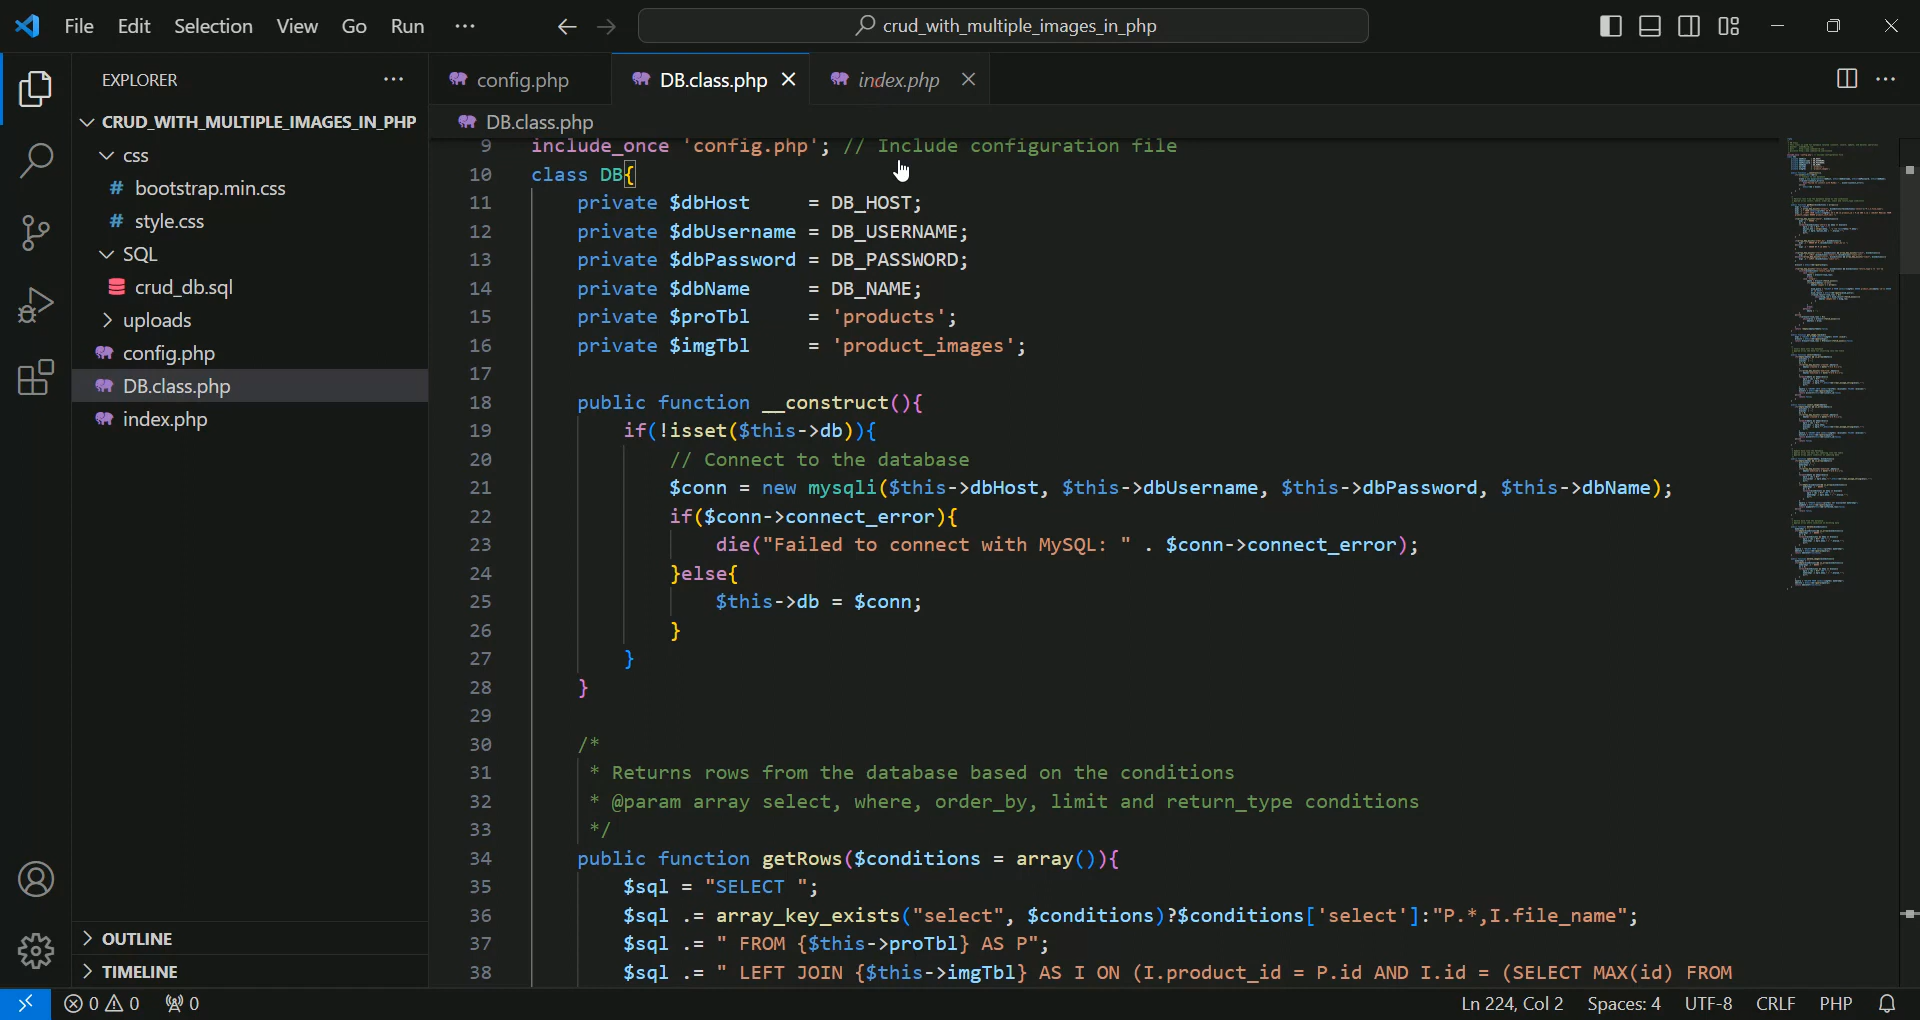 File Edit Selection View Go Run ···
crud_with_multiple_images_in_php
EXPLORER ···
CRUD_WITH_MULTIPLE_IMAGES_IN_PHP
css
# bootstrap.min.css
# style.css
SQL
crud_db.sql
uploads
config.php
DB.class.php
index.php
OUTLINE
TIMELINE
config.php DB.class.php index.php
DB.class.php
9 include_once 'config.php'; // Include configuration file
10 class DB{
11     private $dbHost     = DB_HOST;
12     private $dbUsername = DB_USERNAME;
13     private $dbPassword = DB_PASSWORD;
14     private $dbName     = DB_NAME;
15     private $proTbl     = 'products';
16     private $imgTbl     = 'product_images';
17
18     public function __construct(){
19         if(!isset($this->db)){
20             // Connect to the database
21             $conn = new mysqli($this->dbHost, $this->dbUsername, $this->dbPassword, $this->dbName);
22             if($conn->connect_error){
23                 die("Failed to connect with MySQL: " . $conn->connect_error);
24             }else{
25                 $this->db = $conn;
26             }
27         }
28     }
29
30     /*
31      * Returns rows from the database based on the conditions
32      * @param array select, where, order_by, limit and return_type conditions
33      */
34     public function getRows($conditions = array()){
35         $sql = "SELECT ";
36         $sql .= array_key_exists("select", $conditions)?$conditions['select']:"P.*,I.file_name";
37         $sql .= " FROM {$this->proTbl} AS P";
38         $sql .= " LEFT JOIN {$this->imgTbl} AS I ON (I.product_id = P.id AND I.id = (SELECT MAX(id) FROM
0 0 0
Ln 224, Col 2 Spaces: 4 UTF-8 CRLF PHP